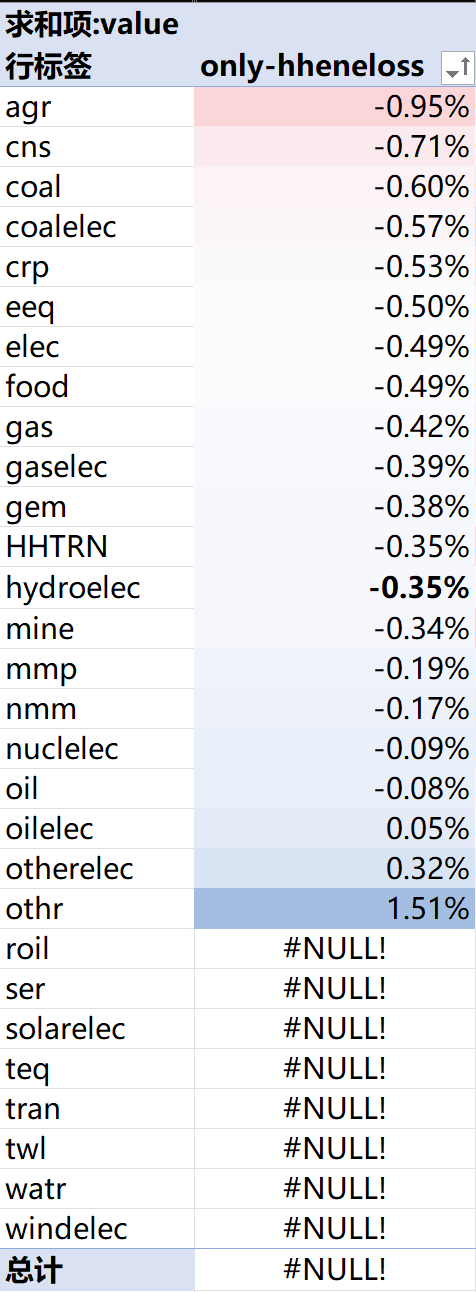 求和项:value
行标签 only-hheneloss
agr -0.95%
cns -0.71%
coal -0.60%
coalelec -0.57%
crp -0.53%
eeq -0.50%
elec -0.49%
food -0.49%
gas -0.42%
gaselec -0.39%
gem -0.38%
HHTRN -0.35%
hydroelec -0.35%
mine -0.34%
mmp -0.19%
nmm -0.17%
nuclelec -0.09%
oil -0.08%
oilelec 0.05%
otherelec 0.32%
othr 1.51%
roil #NULL!
ser #NULL!
solarelec #NULL!
teq #NULL!
tran #NULL!
twl #NULL!
watr #NULL!
windelec #NULL!
总计 #NULL!